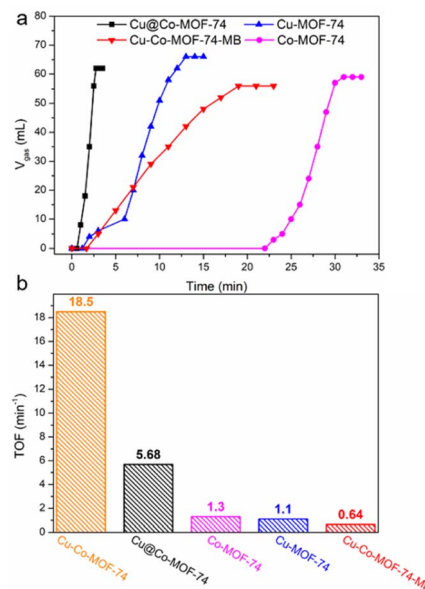 a
Cu@Co-MOF-74
Cu-MOF-74
Cu-Co-MOF-74-MB
Co-MOF-74
80
70
60
50
40
30
20
10
0
V gas (mL)
0 5 10 15 20 25 30 35
Time (min)
b
18.5
5.68
1.3
1.1
0.64
18
16
14
12
10
8
6
4
2
0
TOF (min⁻¹)
Cu-Co-MOF-74
Cu@Co-MOF-74
Co-MOF-74
Cu-MOF-74